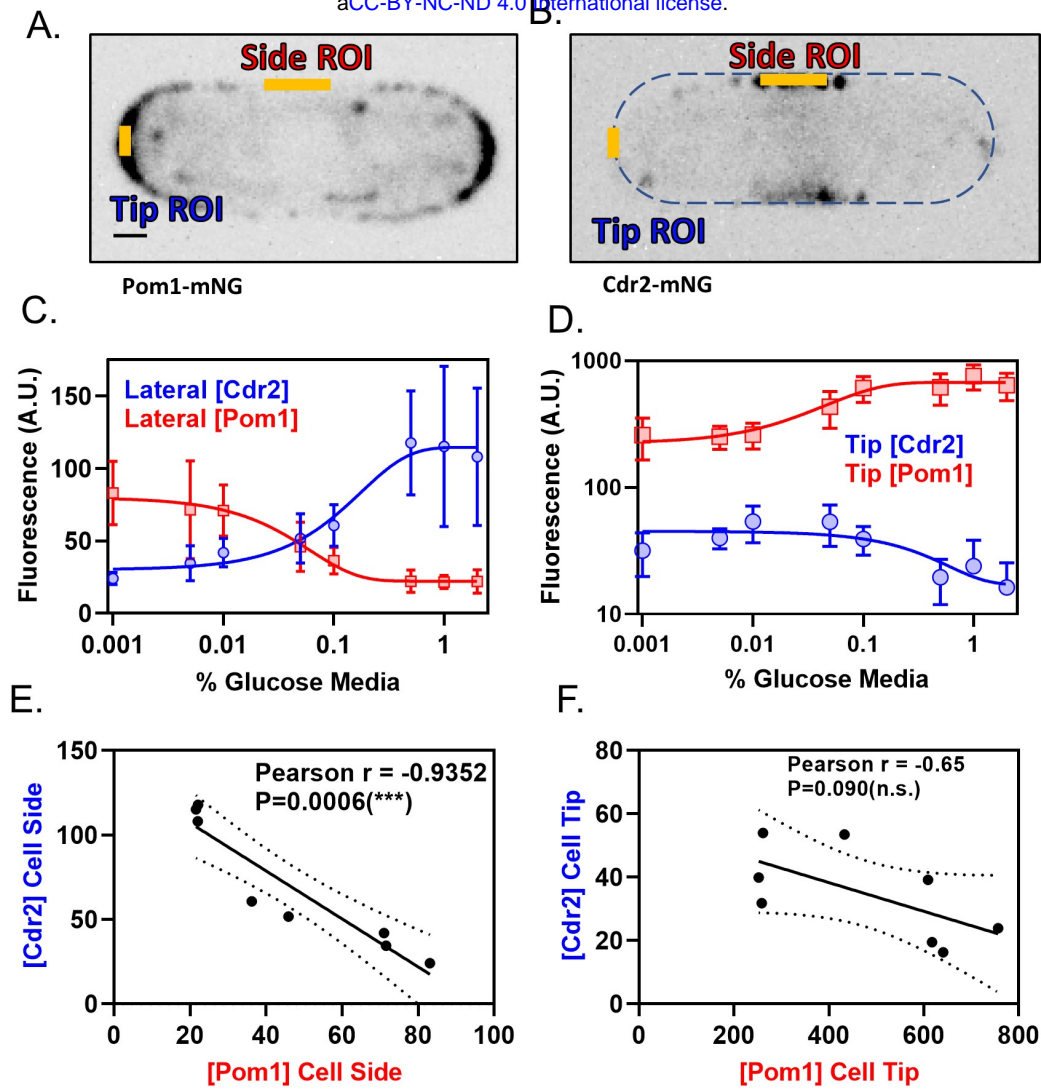 aCC-BY-NC-ND 4.0 International license.
A.
B.
Side ROI
Tip ROI
Pom1-mNG
Side ROI
Tip ROI
Cdr2-mNG
C.
Fluorescence (A.U.)
150
100
50
0
Lateral [Cdr2]
Lateral [Pom1]
0.001
0.01
0.1
1
% Glucose Media
D.
Fluorescence (A.U.)
1000
100
10
Tip [Cdr2]
Tip [Pom1]
0.001
0.01
0.1
1
% Glucose Media
E.
[Cdr2] Cell Side
150
100
50
0
Pearson r = -0.9352
P=0.0006(***)
0
20
40
60
80
100
[Pom1] Cell Side
F.
[Cdr2] Cell Tip
80
60
40
20
0
Pearson r = -0.65
P=0.090(n.s.)
0
200
400
600
800
[Pom1] Cell Tip